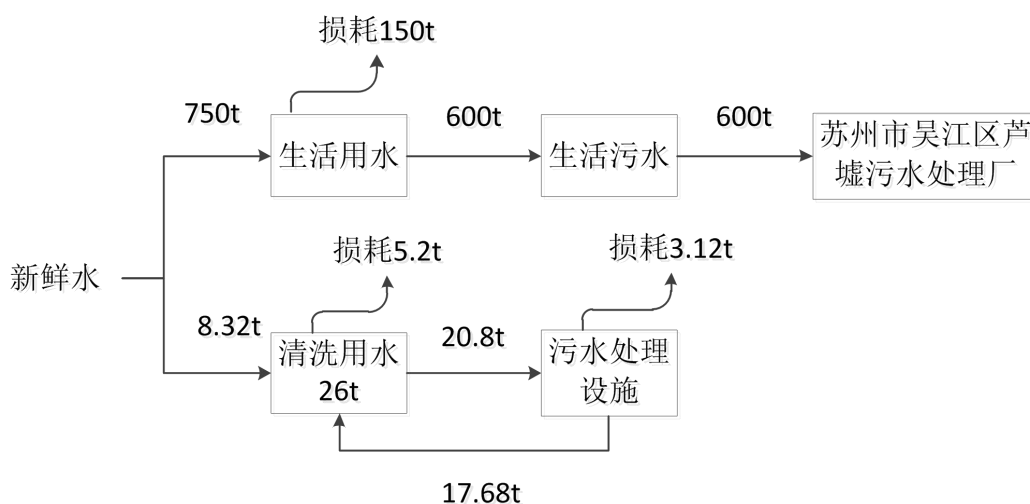 损耗150t
750t
生活用水
600t
生活污水
600t
苏州市吴江区芦
墟污水处理厂
新鲜水
8.32t
损耗5.2t
清洗用水
26t
20.8t
损耗3.12t
污水处理
设施
17.68t